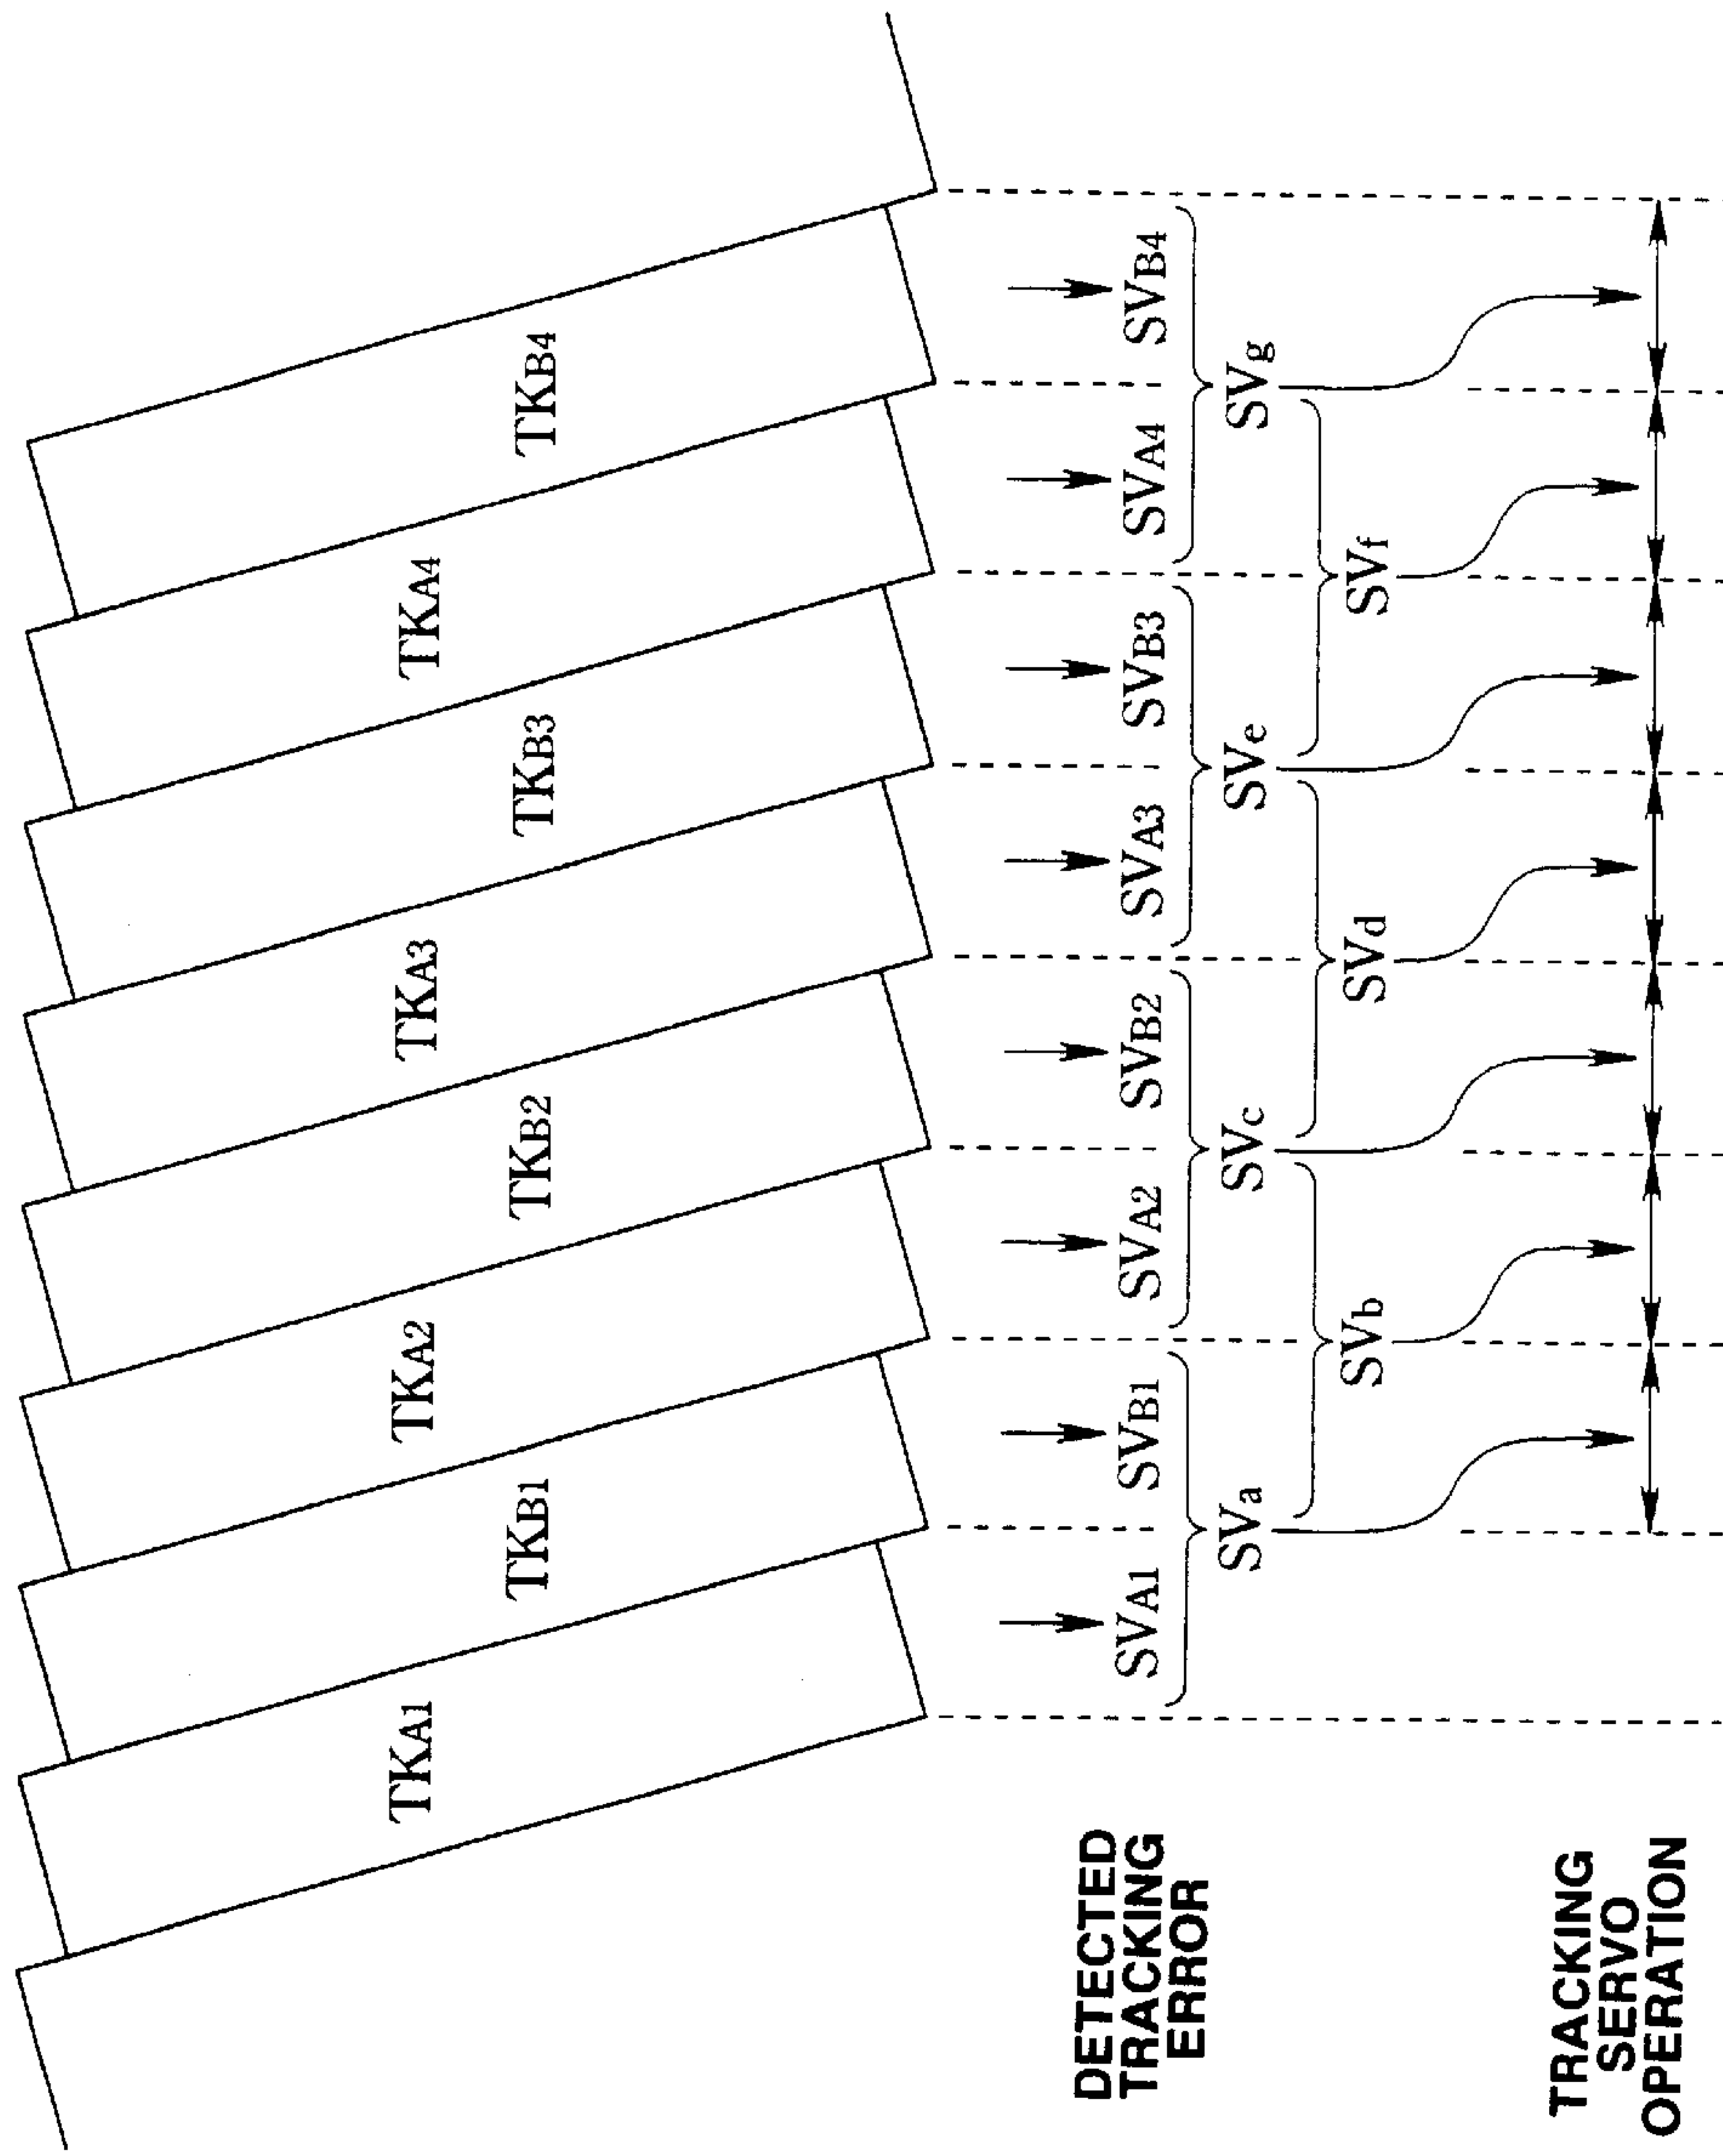 TKA1
TKB1
TKA2
TKB2
TKA3
TKB3
TKA4
TKB4
DETECTED
TRACKING
ERROR
SVA1
SVB1
SVA2
SVB2
SVA3
SVB3
SVA4
SVB4
SVa
SVc
SVe
SVg
SVb
SVd
SVf
TRACKING
SERVO
OPERATION